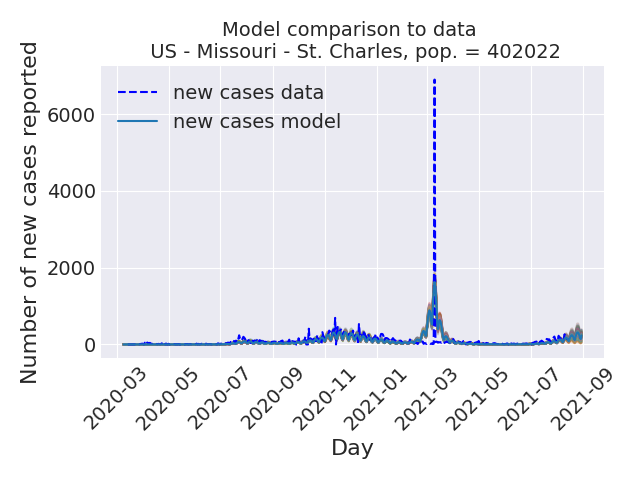 Model comparison to data
US - Missouri - St. Charles, pop. = 402022
Number of new cases reported
new cases data
new cases model
6000
4000
2000
0
2020-03
2020-05
2020-07
2020-09
2020-11
2021-01
2021-03
2021-05
2021-07
2021-09
Day